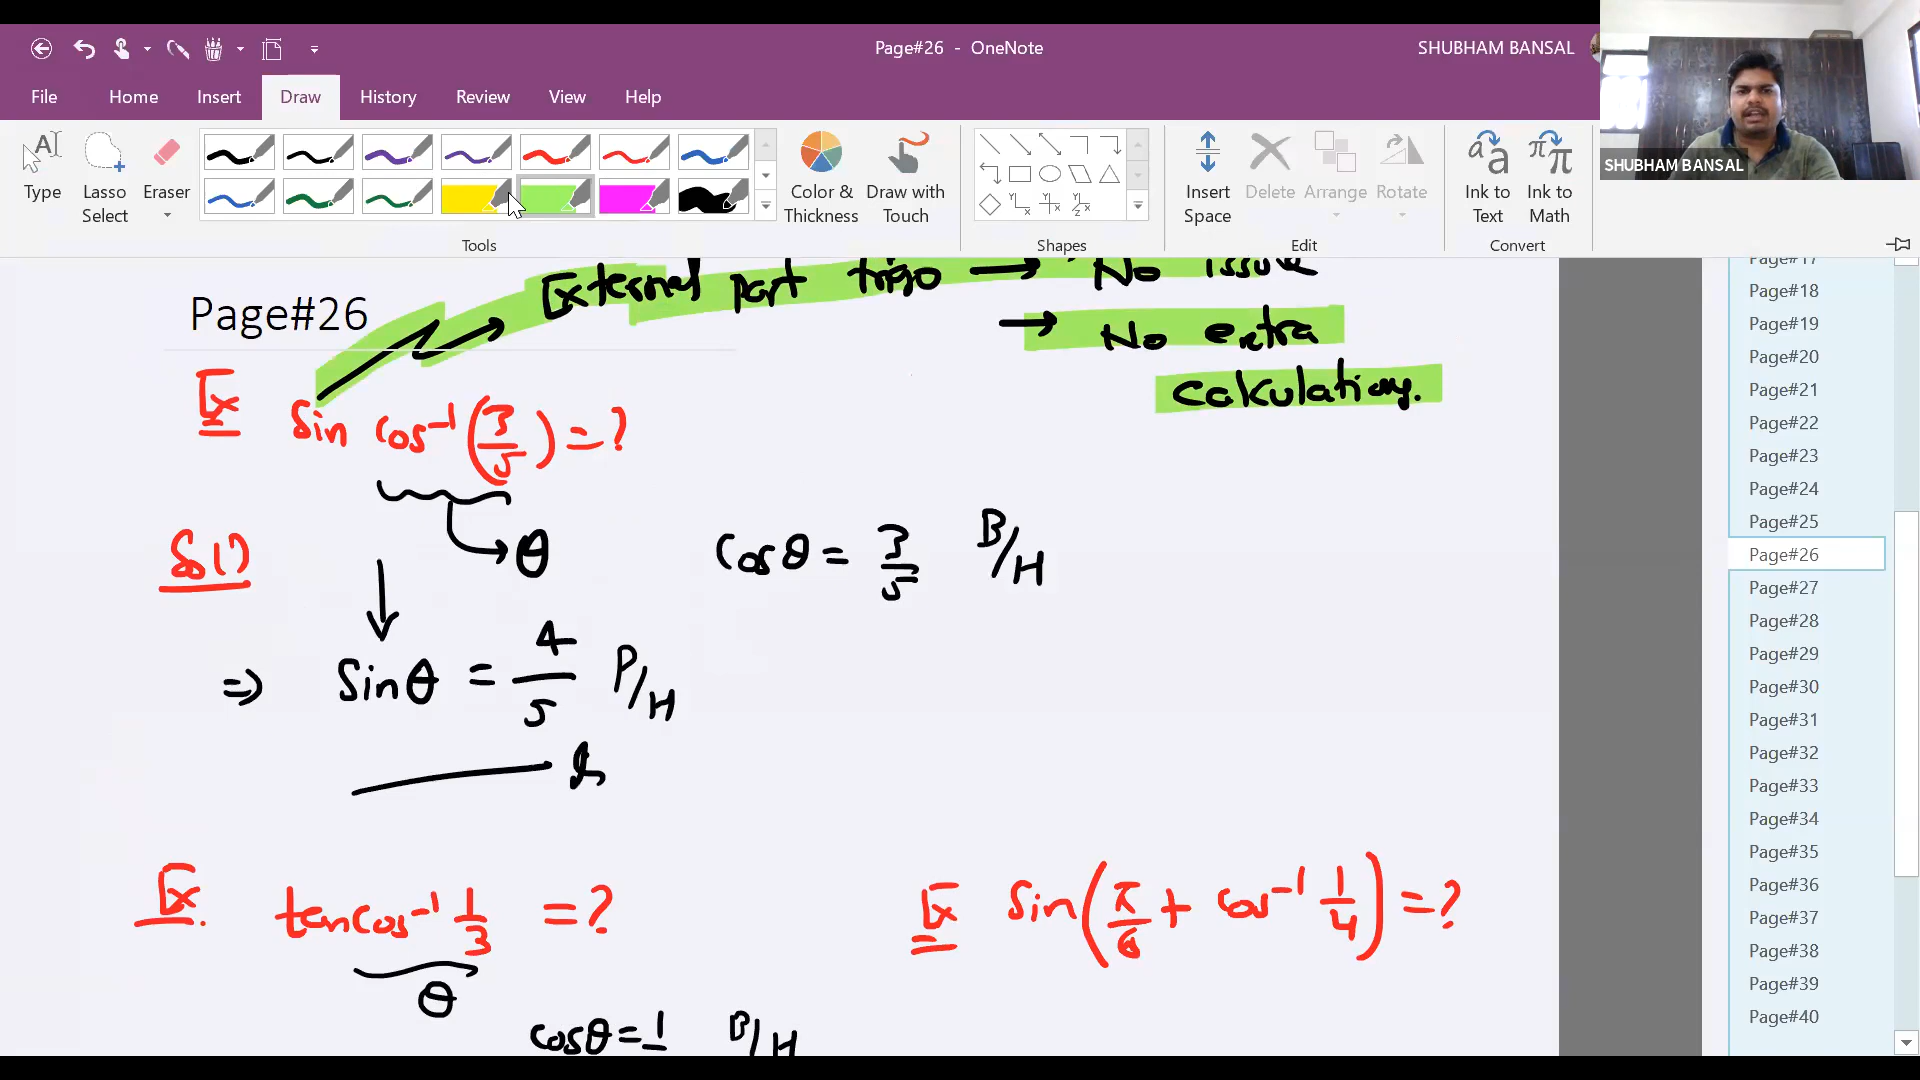 Page#26 - OneNote
SHUBHAM BANSAL
File Home Insert Draw History Review View Help
SHUBHAM BANSAL
Type
Lasso Select
Eraser
Color & Thickness
Draw with Touch
Insert Space
Delete
Arrange
Rotate
Ink to Text
Ink to Math
Tools
Shapes
Edit
Convert
External part trigo → No issue
→ No extra
calculations.
Page#26
Ex sin cos⁻¹(3/5) = ?
θ
Sol) cosθ = 3/5 B/H
⇒ Sinθ = 4/5 P/H
Ex. tan cos⁻¹ 1/3 = ?
θ
cosθ = 1 B/H
Ex sin(π/6 + cos⁻¹ 1/4) = ?
Page#17
Page#18
Page#19
Page#20
Page#21
Page#22
Page#23
Page#24
Page#25
Page#26
Page#27
Page#28
Page#29
Page#30
Page#31
Page#32
Page#33
Page#34
Page#35
Page#36
Page#37
Page#38
Page#39
Page#40